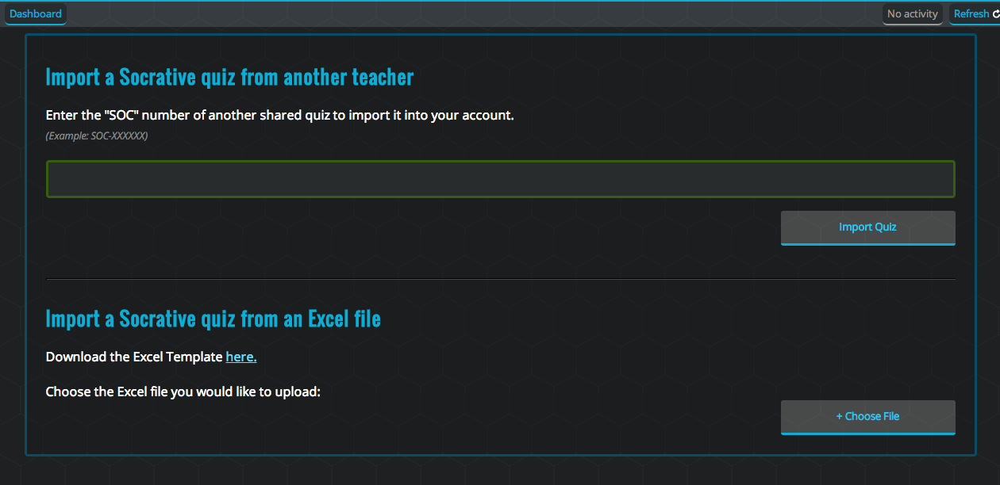 Dashboard
No activity
Refresh
Import a Socrative quiz from another teacher
Enter the "SOC" number of another shared quiz to import it into your account.
(Example: SOC-XXXXXX)
Import Quiz
Import a Socrative quiz from an Excel file
Download the Excel Template here.
Choose the Excel file you would like to upload:
+ Choose File